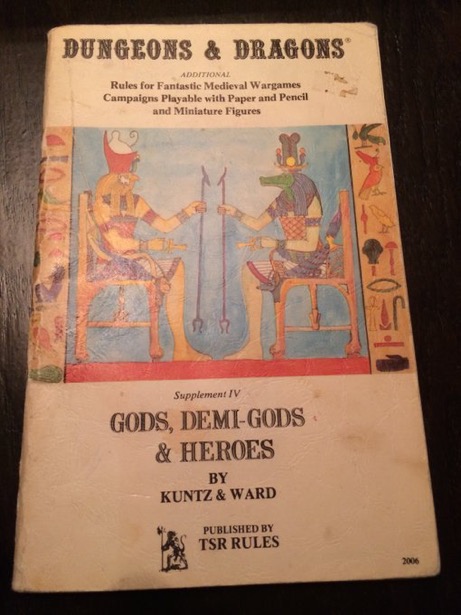 DUNGEONS & DRAGONS®
ADDITIONAL
Rules for Fantastic Medieval Wargames
Campaigns Playable with Paper and Pencil
and Miniature Figures
Supplement IV
GODS, DEMI-GODS
& HEROES
BY
KUNTZ & WARD
PUBLISHED BY
TSR RULES
2006